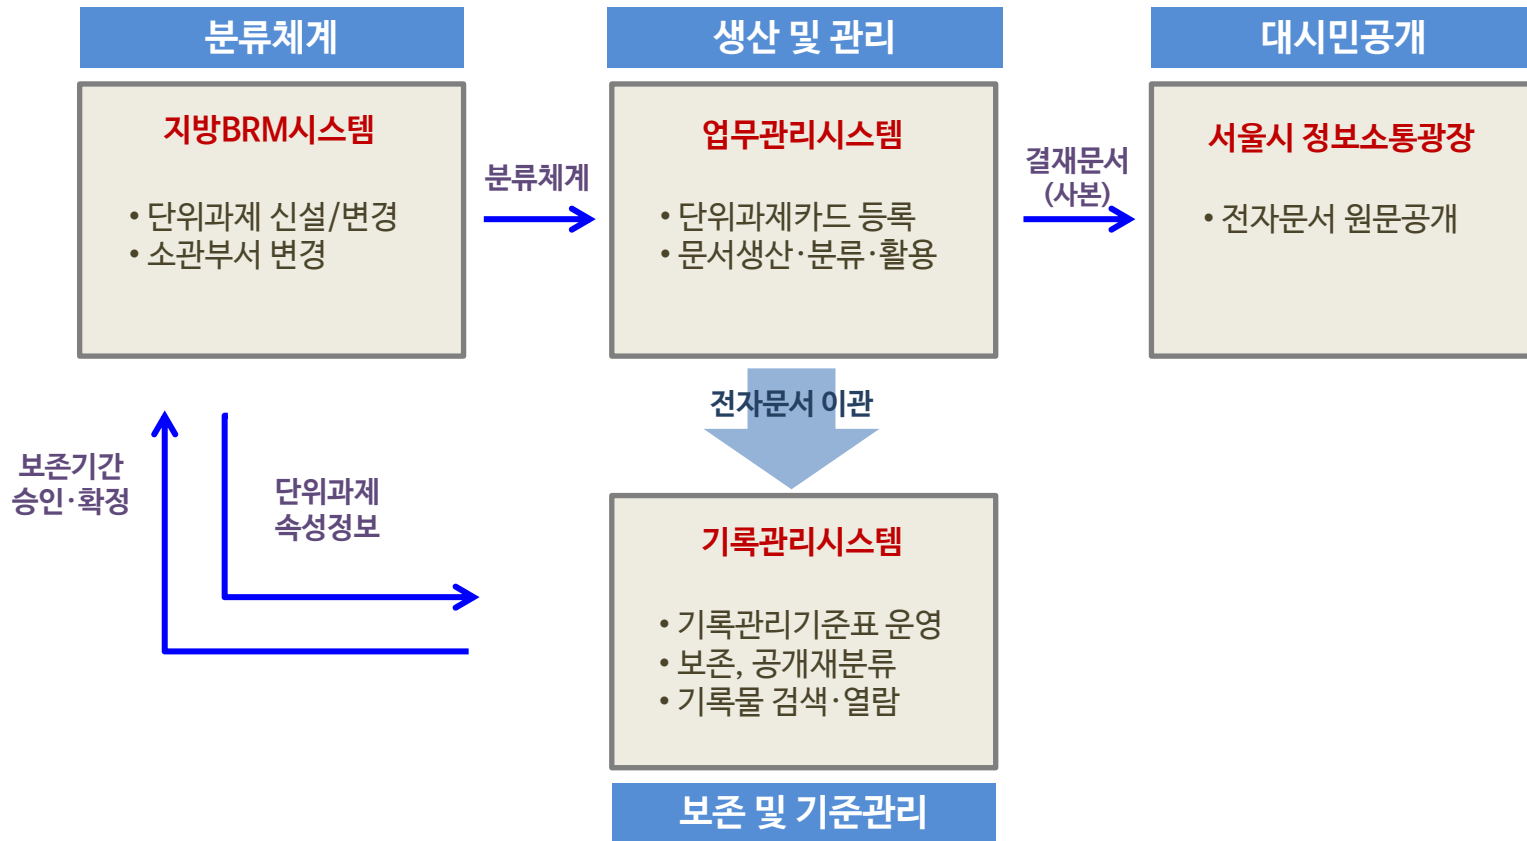 분류체계
생산 및 관리
대시민공개
지방BRM시스템
• 단위과제 신설/변경
• 소관부서 변경
분류체계
업무관리시스템
• 단위과제카드 등록
• 문서생산·분류·활용
결재문서
(사본)
서울시 정보소통광장
• 전자문서 원문공개
전자문서 이관
보존기간
승인·확정
단위과제
속성정보
기록관리시스템
• 기록관리기준표 운영
• 보존, 공개재분류
• 기록물 검색·열람
보존 및 기준관리